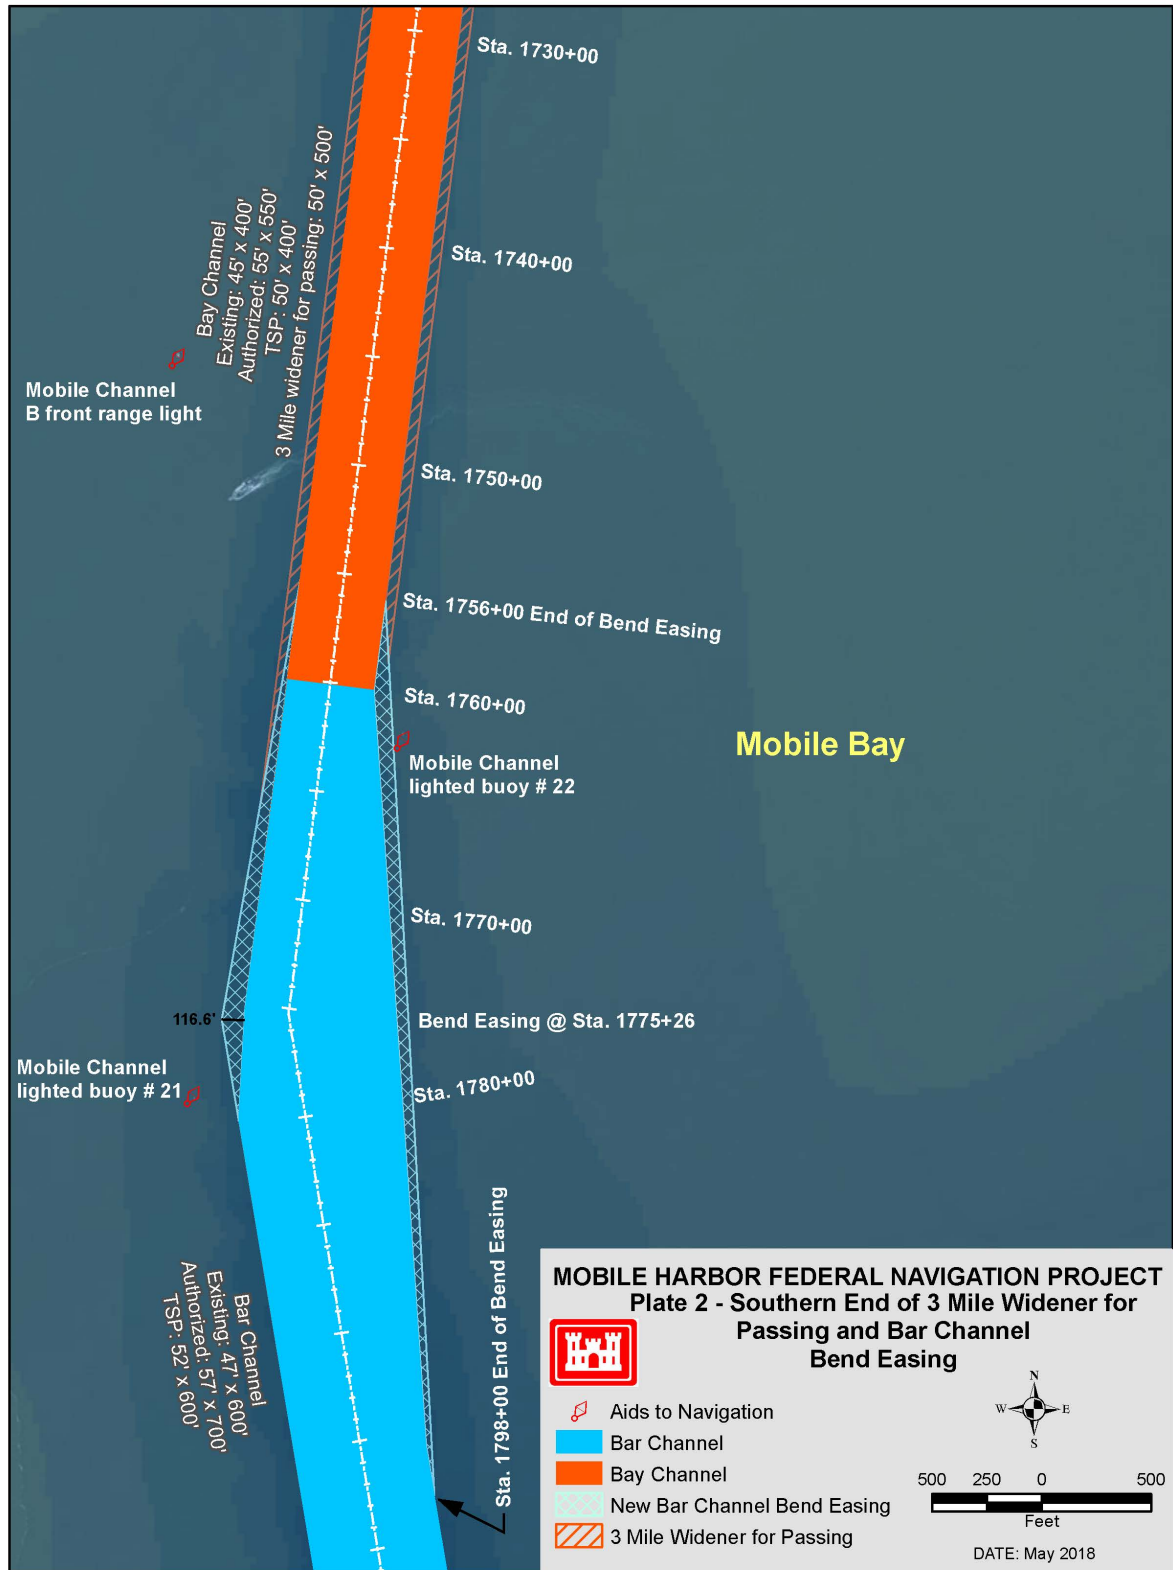 Sta. 1730+00
Bay Channel
Existing: 45' x 400'
Authorized: 55' x 550'
TSP: 50' x 400'
3 Mile widener for passing: 50' x 500'
Sta. 1740+00
Mobile Channel
B front range light
Sta. 1750+00
Sta. 1756+00 End of Bend Easing
Sta. 1760+00
Mobile Bay
Mobile Channel
lighted buoy # 22
Sta. 1770+00
116.6'
Bend Easing @ Sta. 1775+26
Mobile Channel
lighted buoy # 21
Sta. 1780+00
Sta. 1798+00 End of Bend Easing
Bar Channel
Existing: 47' x 600'
Authorized: 57' x 700'
TSP: 52' x 600'
MOBILE HARBOR FEDERAL NAVIGATION PROJECT
Plate 2 - Southern End of 3 Mile Widener for
Passing and Bar Channel
Bend Easing
N
W E
S
Aids to Navigation
Bar Channel
Bay Channel
New Bar Channel Bend Easing
3 Mile Widener for Passing
500 250 0 500
Feet
DATE: May 2018